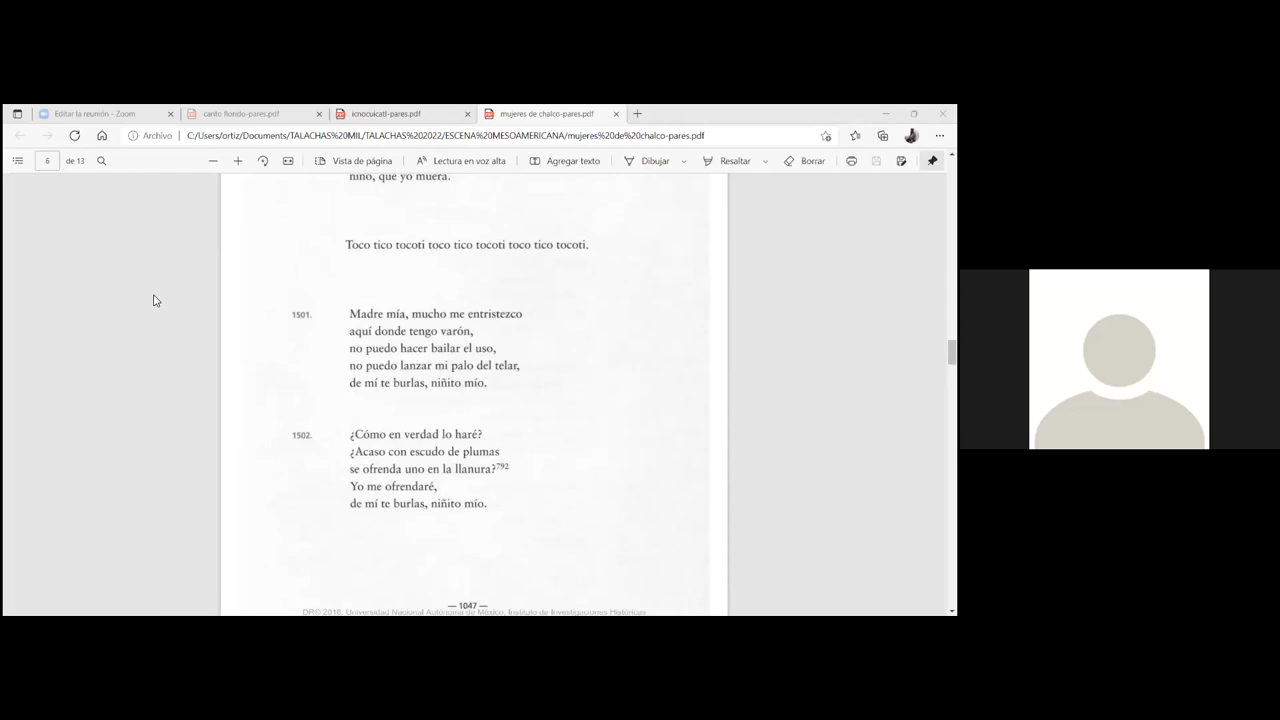 Editar la reunión – Zoom
canto florido-pares.pdf
icnocuicatl-pares.pdf
mujeres de chalco-pares.pdf
Archivo
C:/Users/ortiz/Documents/TALACHAS%20MIL/TALACHAS%202022/ESCENA%20MESOAMERICANA/mujeres%20de%20chalco-pares.pdf
6 de 13
Vista de página
Lectura en voz alta
Agregar texto
Dibujar
Resaltar
Borrar
niño, que yo muera.
Toco tico tocoti toco tico tocoti toco tico tocoti.
1501. Madre mía, mucho me entristezco
aquí donde tengo varón,
no puedo hacer bailar el uso,
no puedo lanzar mi palo del telar,
de mí te burlas, niñito mío.
1502. ¿Cómo en verdad lo haré?
¿Acaso con escudo de plumas
se ofrenda uno en la llanura?792
Yo me ofrendaré,
de mí te burlas, niñito mío.
— 1047 —
DR© 2016, Universidad Nacional Autónoma de México, Instituto de Investigaciones Históricas